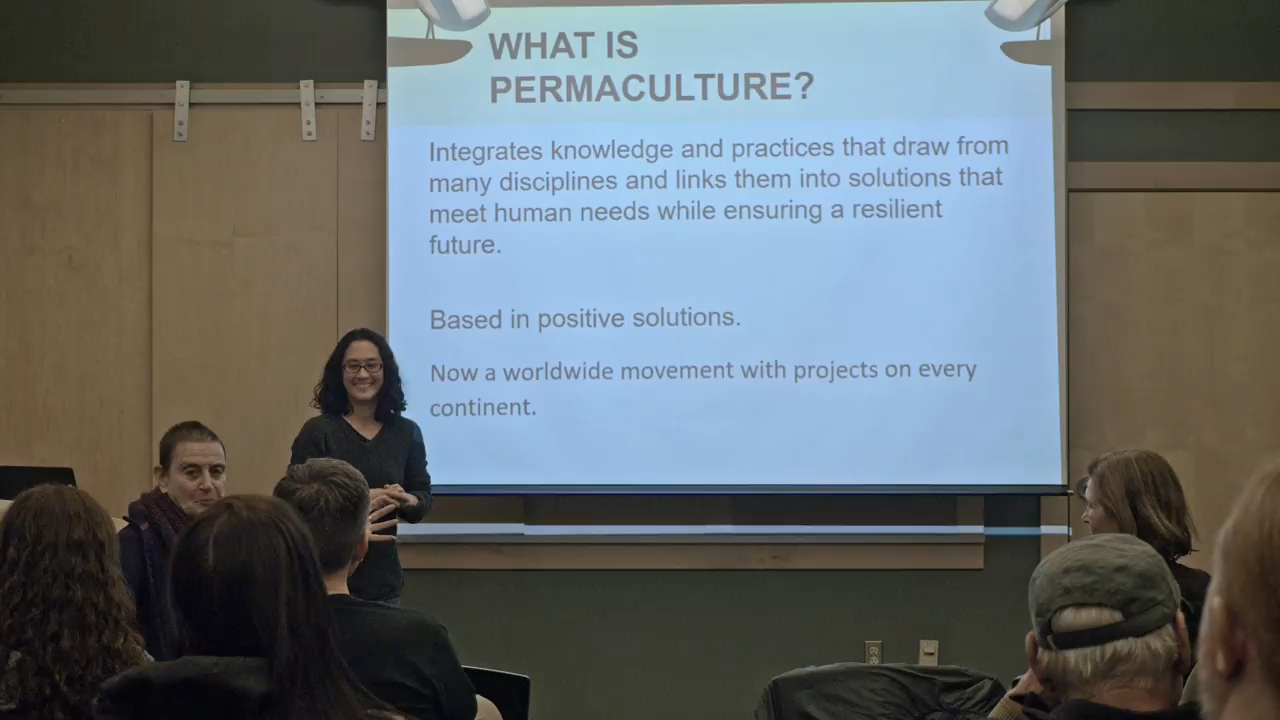 WHAT IS
PERMACULTURE?
Integrates knowledge and practices that draw from
many disciplines and links them into solutions that
meet human needs while ensuring a resilient
future.
Based in positive solutions.
Now a worldwide movement with projects on every
continent.